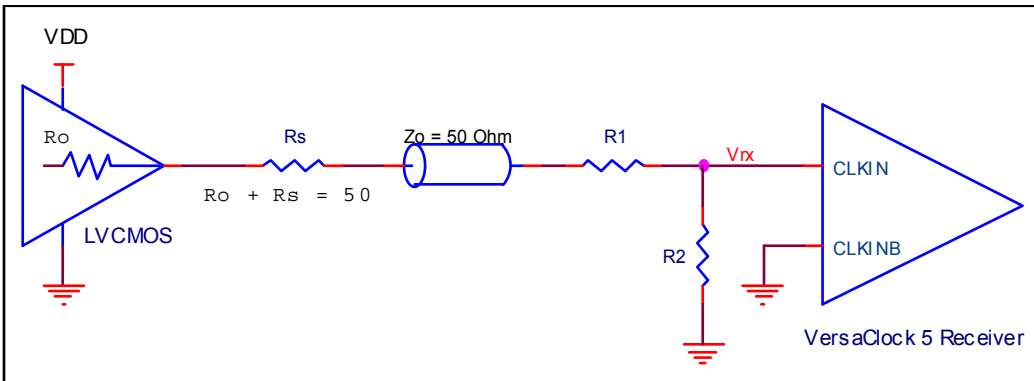 VDD
Ro
Rs
Zo = 50 Ohm
R1
Vrx
CLKIN
Ro + Rs = 50
LVCMOS
R2
CLKINB
VersaClock 5 Receiver